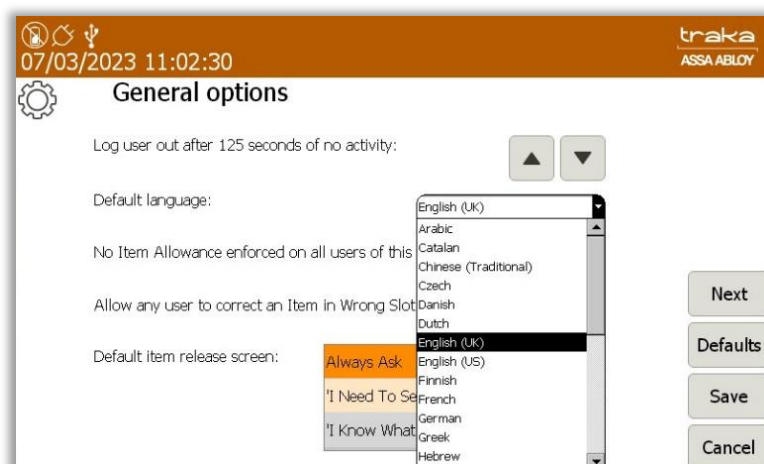 traka
07/03/2023 11:02:30
ASSA ABLOY
General options
Log user out after 125 seconds of no activity:
Default language:
English (UK)
Arabic
Catalan
Chinese (Traditional)
Czech
Danish
Dutch
English (UK)
English (US)
Finnish
French
German
Greek
Hebrew
No Item Allowance enforced on all users of this
Allow any user to correct an Item in Wrong Slot
Default item release screen:
Always Ask
'I Need To Se
'I Know What
Next
Defaults
Save
Cancel